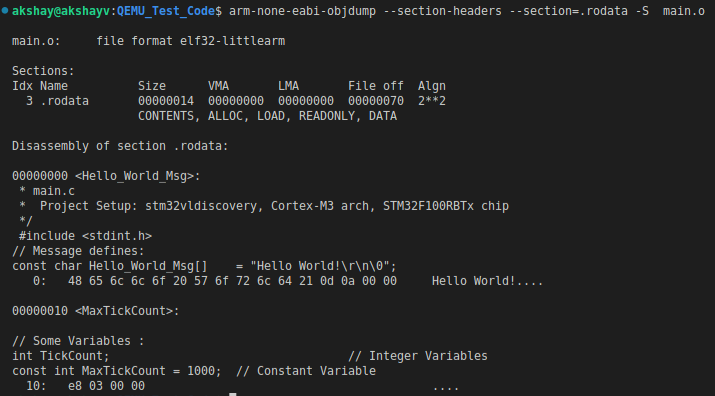 akshay@akshayv:QEMU_Test_Code$ arm-none-eabi-objdump --section-headers --section=.rodata -S  main.o
main.o:     file format elf32-littlearm
Sections:
Idx Name          Size      VMA       LMA       File off  Algn
  3 .rodata       00000014  00000000  00000000  00000070  2**2
                  CONTENTS, ALLOC, LOAD, READONLY, DATA
Disassembly of section .rodata:
00000000 <Hello_World_Msg>:
 * main.c
 *  Project Setup: stm32vldiscovery, Cortex-M3 arch, STM32F100RBTx chip
 */
 #include <stdint.h>
// Message defines:
const char Hello_World_Msg[]    = "Hello World!\r\n\0";
   0:   48 65 6c 6c 6f 20 57 6f 72 6c 64 21 0d 0a 00 00     Hello World!....
00000010 <MaxTickCount>:
// Some Variables :
int TickCount;                                  // Integer Variables
const int MaxTickCount = 1000;  // Constant Variable
  10:   e8 03 00 00                                         ....